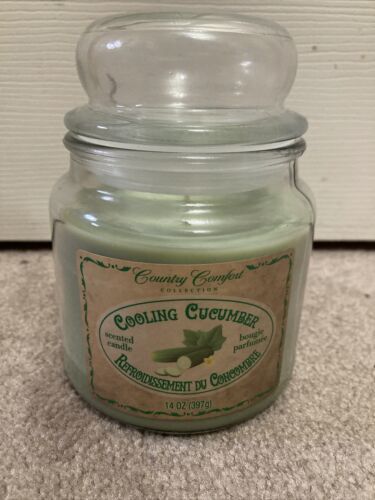 Country Comfort
COLLECTION
COOLING CUCUMBER
scented candle
bougie parfumée
REFROIDISSEMENT DU CONCOMBRE
14 OZ (397g)